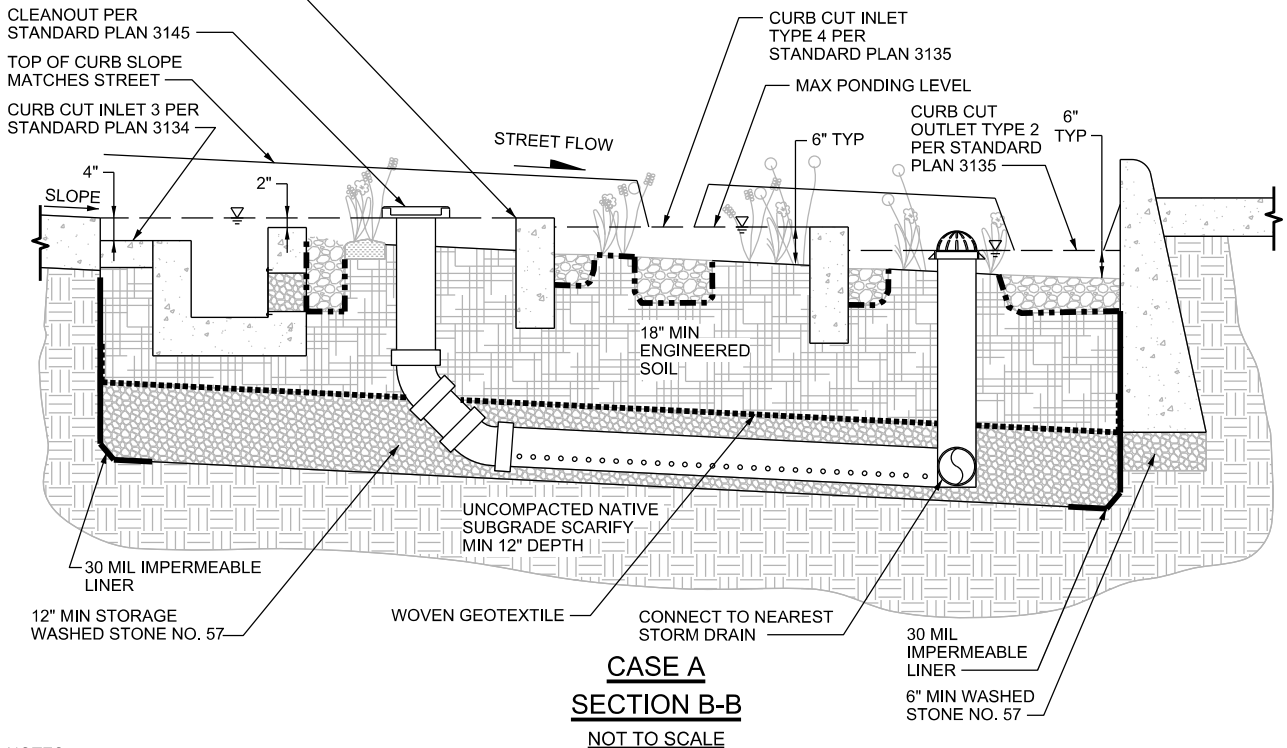 CLEANOUT PER
STANDARD PLAN 3145
TOP OF CURB SLOPE
MATCHES STREET
CURB CUT INLET 3 PER
STANDARD PLAN 3134
4"
SLOPE
2"
STREET FLOW
CURB CUT INLET
TYPE 4 PER
STANDARD PLAN 3135
MAX PONDING LEVEL
6" TYP
CURB CUT
OUTLET TYPE 2
PER STANDARD
PLAN 3135
6"
TYP
18" MIN
ENGINEERED
SOIL
UNCOMPACTED NATIVE
SUBGRADE SCARIFY
MIN 12" DEPTH
30 MIL IMPERMEABLE
LINER
12" MIN STORAGE
WASHED STONE NO. 57
WOVEN GEOTEXTILE
CONNECT TO NEAREST
STORM DRAIN
30 MIL
IMPERMEABLE
LINER
6" MIN WASHED
STONE NO. 57
CASE A
SECTION B-B
NOT TO SCALE